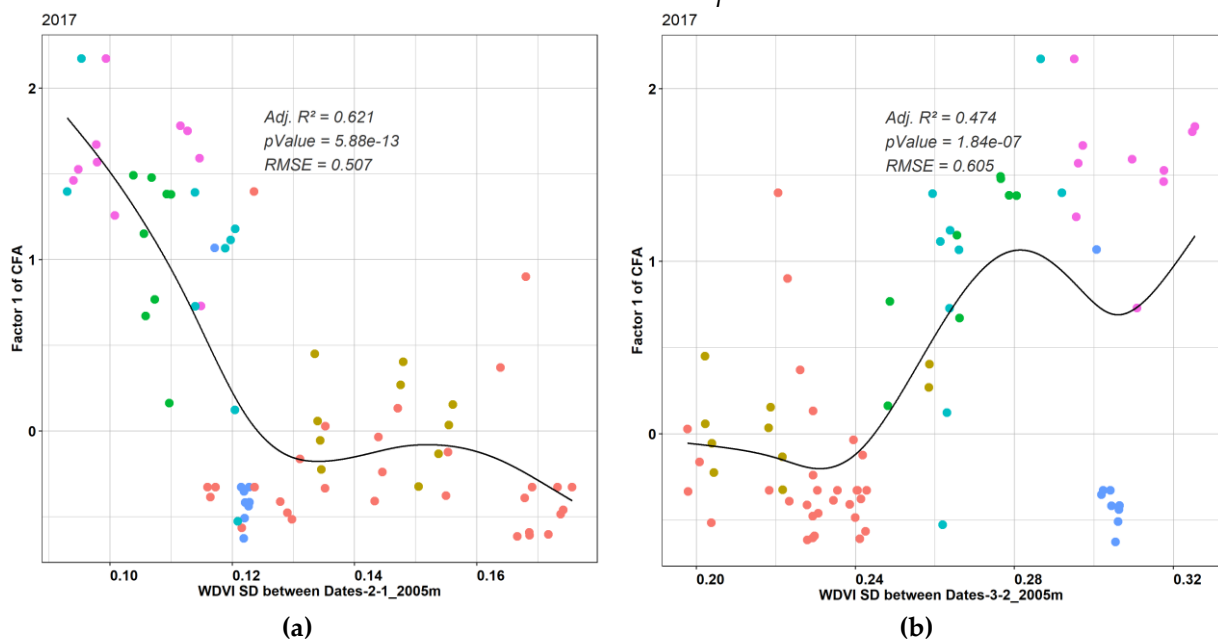 2017
Adj. R² = 0.621
pValue = 5.88e-13
RMSE = 0.507
Factor 1 of CFA
2
1
0
0.10
0.12
0.14
0.16
WDVI SD between Dates-2-1_2005m
(a)
2017
Adj. R² = 0.474
pValue = 1.84e-07
RMSE = 0.605
Factor 1 of CFA
2
1
0
0.20
0.24
0.28
0.32
WDVI SD between Dates-3-2_2005m
(b)